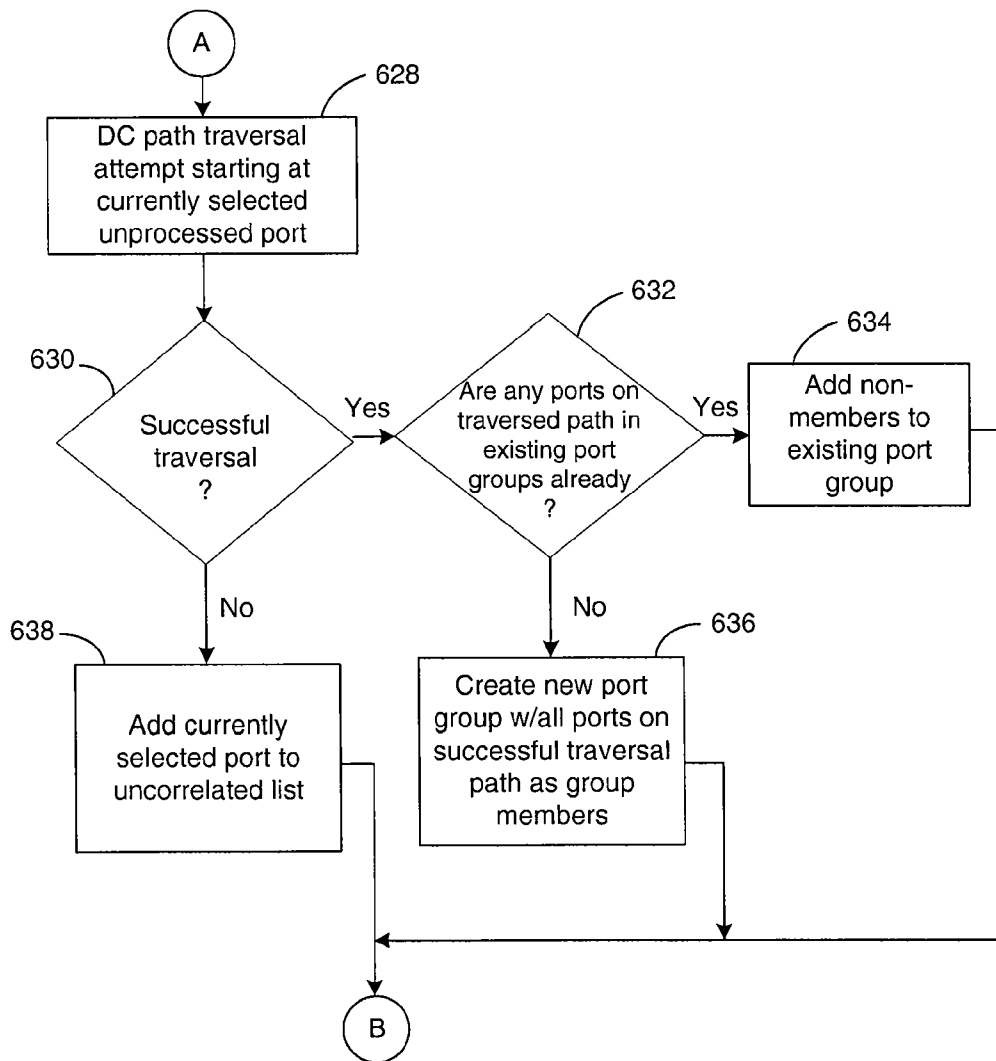 A
628
DC path traversal
attempt starting at
currently selected
unprocessed port
630
Successful
traversal
?
Yes
632
Are any ports on
traversed path in
existing port
groups already
?
Yes
634
Add non-
members to
existing port
group
No
638
Add currently
selected port to
uncorrelated list
No
636
Create new port
group w/all ports on
successful traversal
path as group
members
B